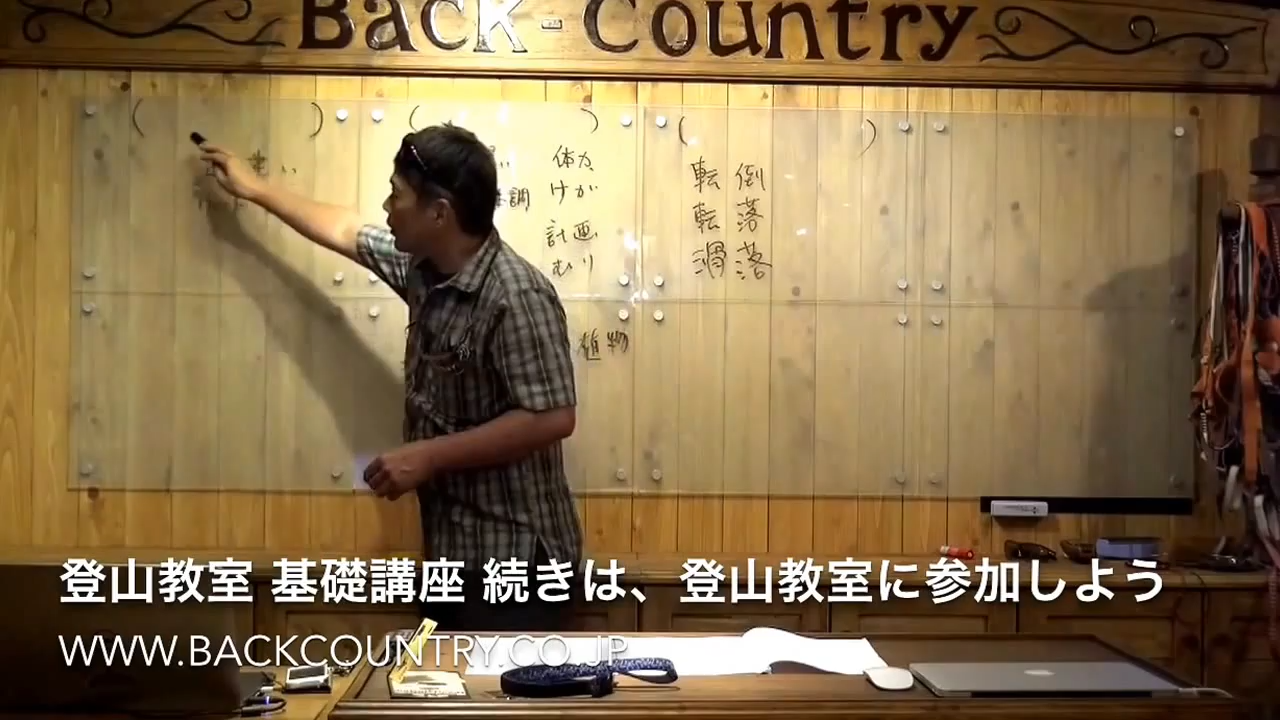 Back-Country
体力
けが
調
転倒
計画
転落
むり
滑落
植物
登山教室 基礎講座 続きは、登山教室に参加しよう
WWW.BACKCOUNTRY.CO.JP